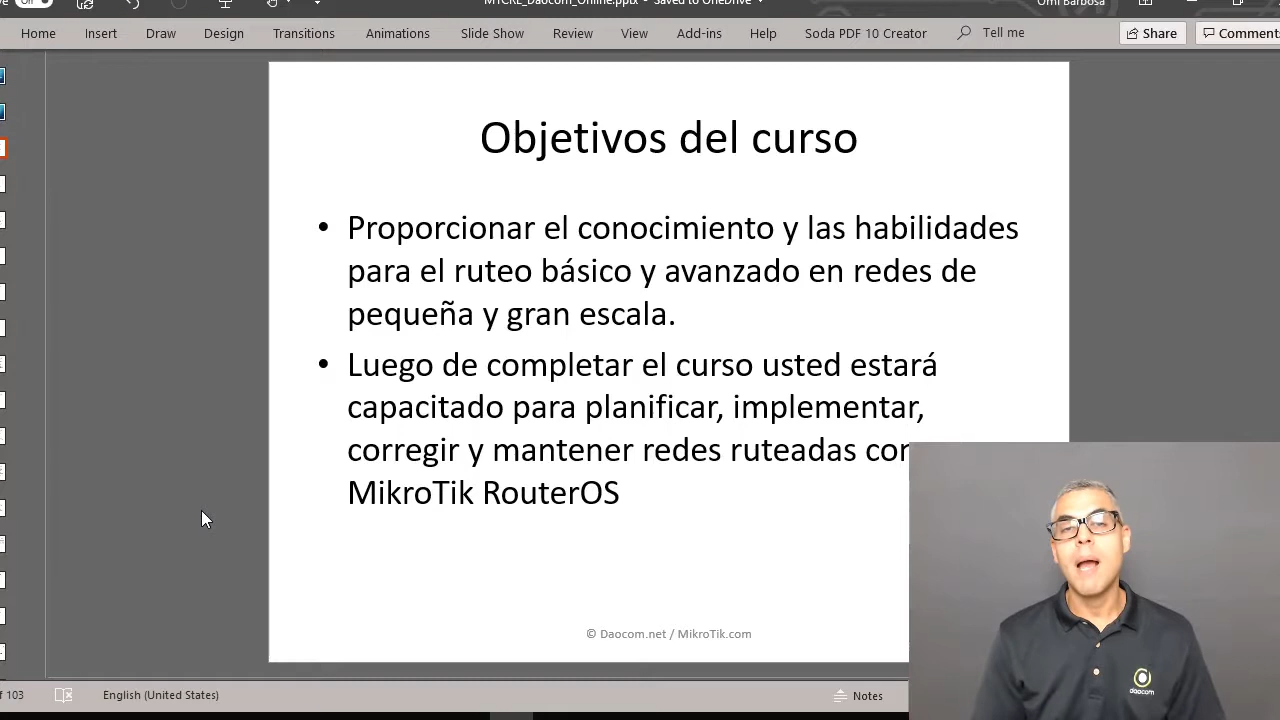 On
MTCRE_Daocom_Online.pptx - Saved to OneDrive
Omi Barbosa
Home Insert Draw Design Transitions Animations Slide Show Review View Add-ins Help Soda PDF 10 Creator Tell me Share Comment
Objetivos del curso
• Proporcionar el conocimiento y las habilidades
para el ruteo básico y avanzado en redes de
pequeña y gran escala.
• Luego de completar el curso usted estará
capacitado para planificar, implementar,
corregir y mantener redes ruteadas con
MikroTik RouterOS
© Daocom.net / MikroTik.com
daocom
f 103 English (United States) Notes